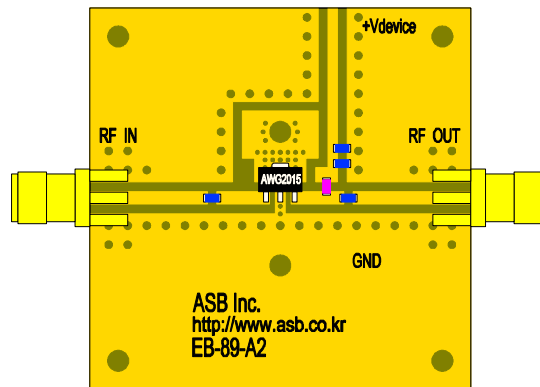 +Vdevice
RF IN
RF OUT
AWG2015
GND
ASB Inc.
http://www.asb.co.kr
EB-89-A2